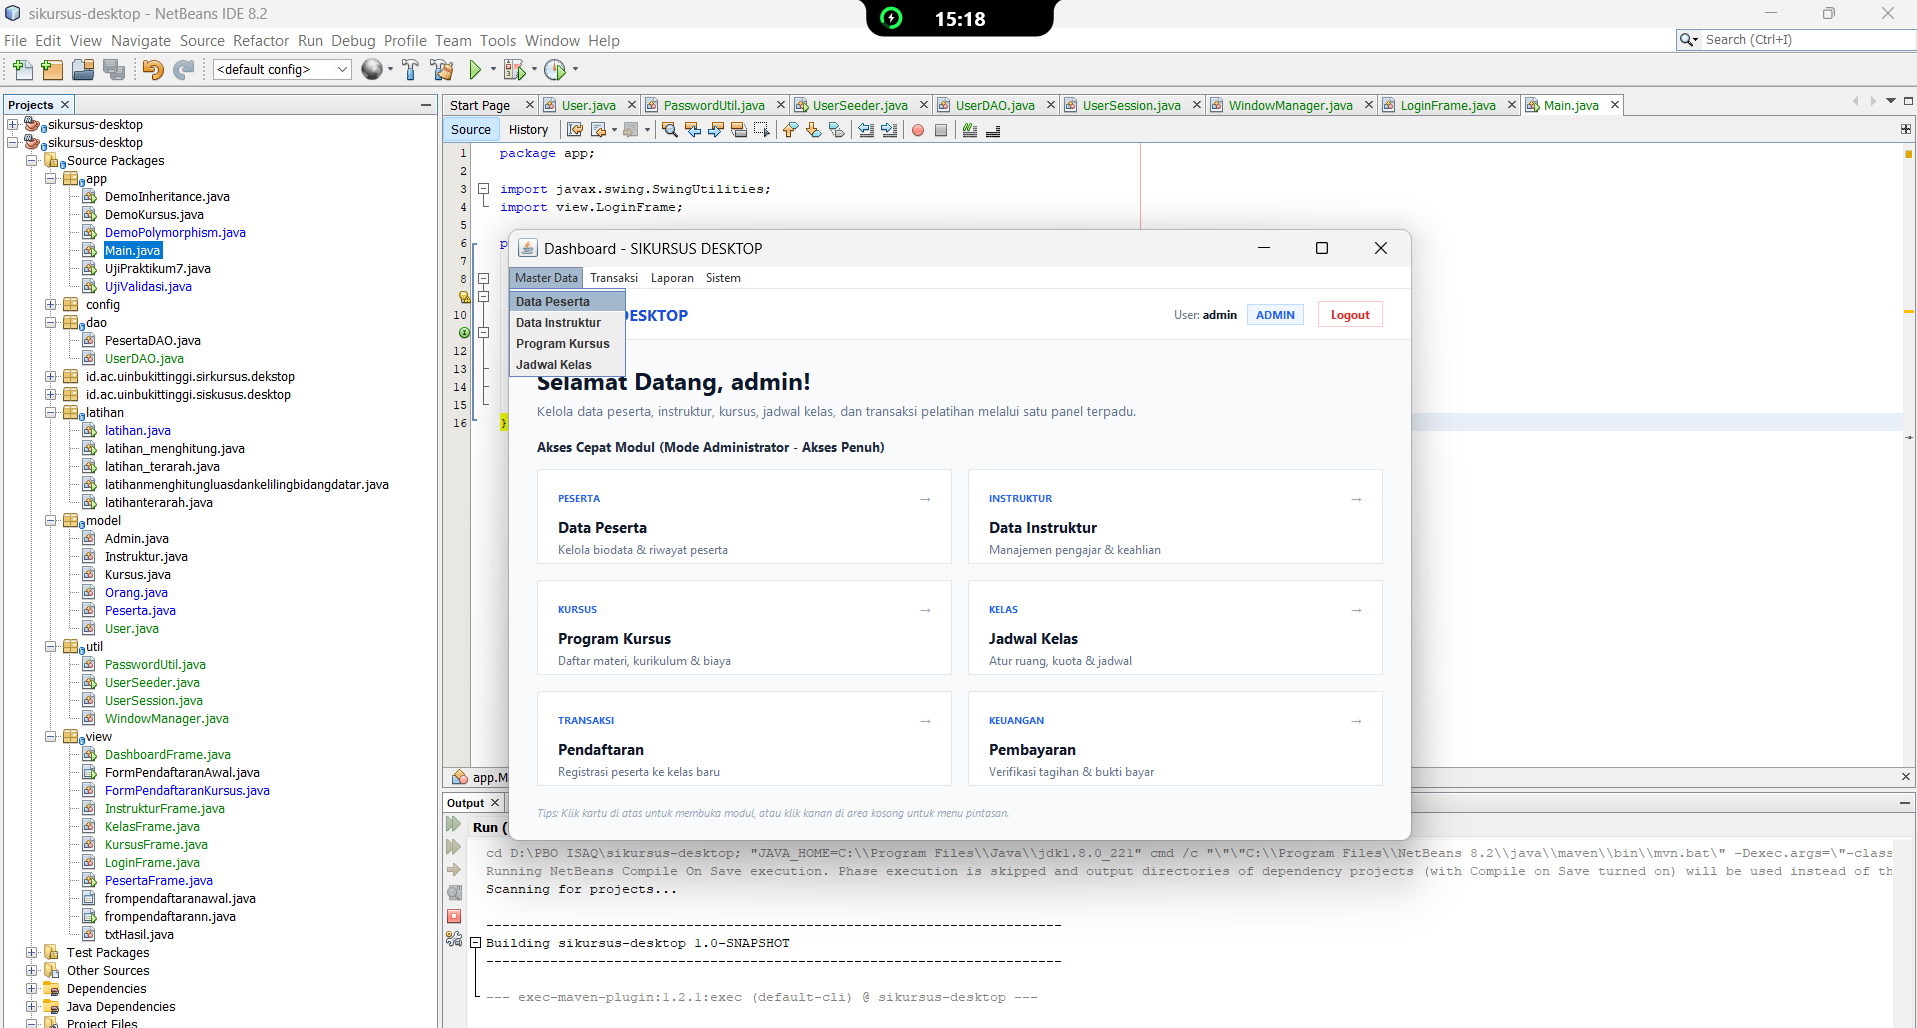 sikursus-desktop - NetBeans IDE 8.2
15:18
File Edit View Navigate Source Refactor Run Debug Profile Team Tools Window Help
Search (Ctrl+I)
<default config>
Projects
sikursus-desktop
sikursus-desktop
Source Packages
app
DemoInheritance.java
DemoKursus.java
DemoPolymorphism.java
Main.java
UjiPraktikum7.java
UjiValidasi.java
config
dao
PesertaDAO.java
UserDAO.java
id.ac.uinbukittinggi.sirkursus.dekstop
id.ac.uinbukittinggi.siskusus.desktop
latihan
latihan.java
latihan_menghitung.java
latihan_terarah.java
latihanmenghitungluasdankelilingbidangdatar.java
latihanterarah.java
model
Admin.java
Instruktur.java
Kursus.java
Orang.java
Peserta.java
User.java
util
PasswordUtil.java
UserSeeder.java
UserSession.java
WindowManager.java
view
DashboardFrame.java
FormPendaftaranAwal.java
FormPendaftaranKursus.java
InstrukturFrame.java
KelasFrame.java
KursusFrame.java
LoginFrame.java
PesertaFrame.java
frompendaftaranawal.java
frompendaftarann.java
txtHasil.java
Test Packages
Other Sources
Dependencies
Java Dependencies
Project Files
Start Page User.java PasswordUtil.java UserSeeder.java UserDAO.java UserSession.java WindowManager.java LoginFrame.java Main.java
Source History
1 package app;
2
3 import javax.swing.SwingUtilities;
4 import view.LoginFrame;
5
6 p
7
8
10
12
13
14
15
16 }
app.M
Dashboard - SIKURSUS DESKTOP
Master Data Transaksi Laporan Sistem
Data Peserta
Data Instruktur
Program Kursus
Jadwal Kelas
DESKTOP
User: admin ADMIN Logout
Selamat Datang, admin!
Kelola data peserta, instruktur, kursus, jadwal kelas, dan transaksi pelatihan melalui satu panel terpadu.
Akses Cepat Modul (Mode Administrator - Akses Penuh)
PESERTA →
Data Peserta
Kelola biodata & riwayat peserta
INSTRUKTUR →
Data Instruktur
Manajemen pengajar & keahlian
KURSUS →
Program Kursus
Daftar materi, kurikulum & biaya
KELAS →
Jadwal Kelas
Atur ruang, kuota & jadwal
TRANSAKSI →
Pendaftaran
Registrasi peserta ke kelas baru
KEUANGAN →
Pembayaran
Verifikasi tagihan & bukti bayar
Tips: Klik kartu di atas untuk membuka modul, atau klik kanan di area kosong untuk menu pintasan.
Output
Run (
cd D:\PBO ISAQ\sikursus-desktop; "JAVA_HOME=C:\\Program Files\\Java\\jdk1.8.0_221" cmd /c "\"\"C:\\Program Files\\NetBeans 8.2\\java\\maven\\bin\\mvn.bat\" -Dexec.args=\"-class
Running NetBeans Compile On Save execution. Phase execution is skipped and output directories of dependency projects (with Compile on Save turned on) will be used instead of th
Scanning for projects...
------------------------------------------------------------------------
Building sikursus-desktop 1.0-SNAPSHOT
------------------------------------------------------------------------
--- exec-maven-plugin:1.2.1:exec (default-cli) @ sikursus-desktop ---